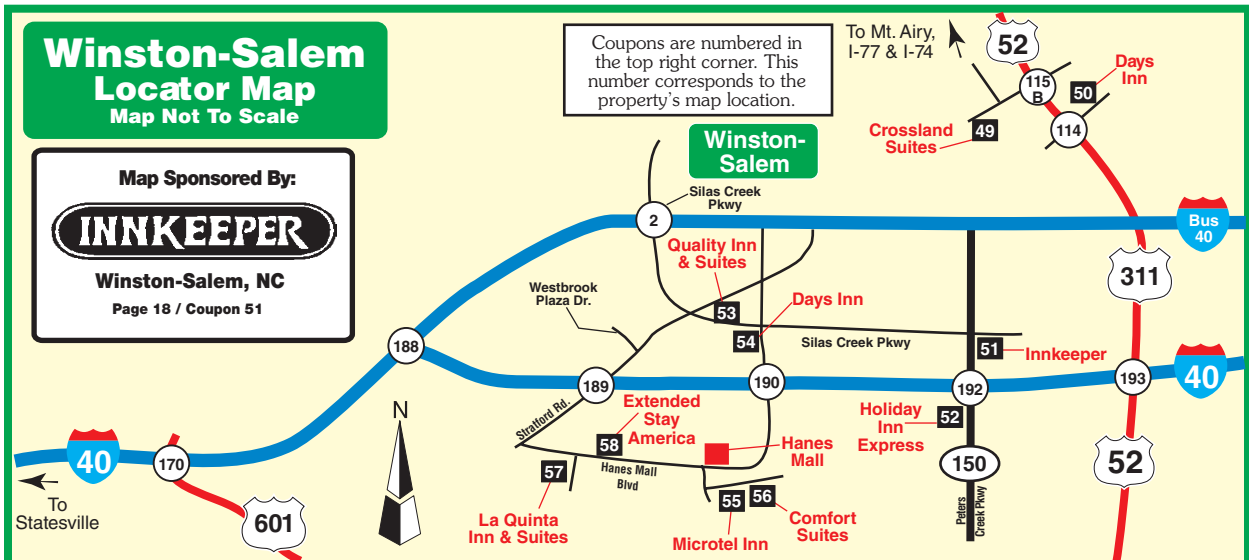 Winston-Salem
Locator Map
Map Not To Scale
Map Sponsored By:
INNKEEPER
Winston-Salem, NC
Page 18 / Coupon 51
Coupons are numbered in
the top right corner. This
number corresponds to the
property's map location.
To Mt. Airy,
I-77 & I-74
52
Days
Inn
115
B
50
49
114
Crossland
Suites
Winston-
Salem
Silas Creek
Pkwy
2
Bus
40
Quality Inn
& Suites
311
Westbrook
Plaza Dr.
53
Days Inn
54
Silas Creek Pkwy
51
Innkeeper
188
189
190
192
193
40
N
Stratford Rd.
Extended
Stay
America
58
Holiday
Inn
Express
52
Hanes
Mall
Hanes Mall
Blvd
40
170
150
52
57
55
56
To
Statesville
601
La Quinta
Inn & Suites
Microtel Inn
Comfort
Suites
Peters
Creek Pkwy